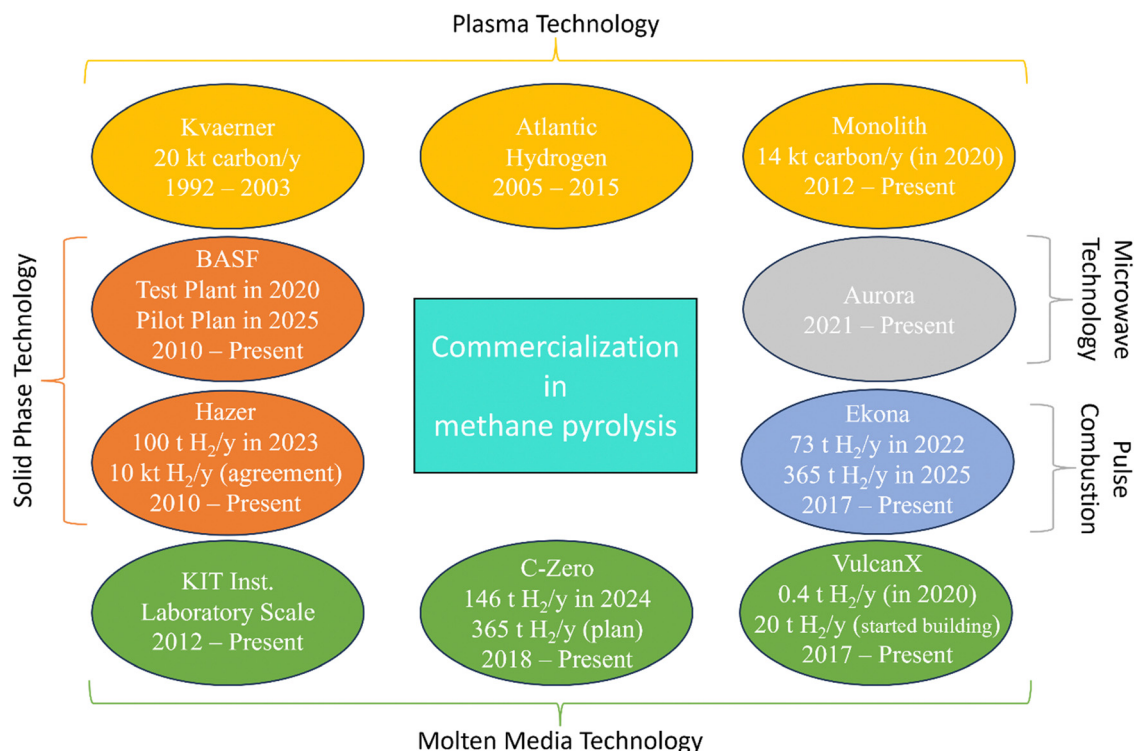 Plasma Technology
Kvaerner
20 kt carbon/y
1992 – 2003
Atlantic
Hydrogen
2005 – 2015
Monolith
14 kt carbon/y (in 2020)
2012 – Present
Solid Phase Technology
BASF
Test Plant in 2020
Pilot Plan in 2025
2010 – Present
Hazer
100 t H₂/y in 2023
10 kt H₂/y (agreement)
2010 – Present
Commercialization
in
methane pyrolysis
Aurora
2021 – Present
Microwave
Technology
Ekona
73 t H₂/y in 2022
365 t H₂/y in 2025
2017 – Present
Pulse
Combustion
KIT Inst.
Laboratory Scale
2012 – Present
C-Zero
146 t H₂/y in 2024
365 t H₂/y (plan)
2018 – Present
VulcanX
0.4 t H₂/y (in 2020)
20 t H₂/y (started building)
2017 – Present
Molten Media Technology